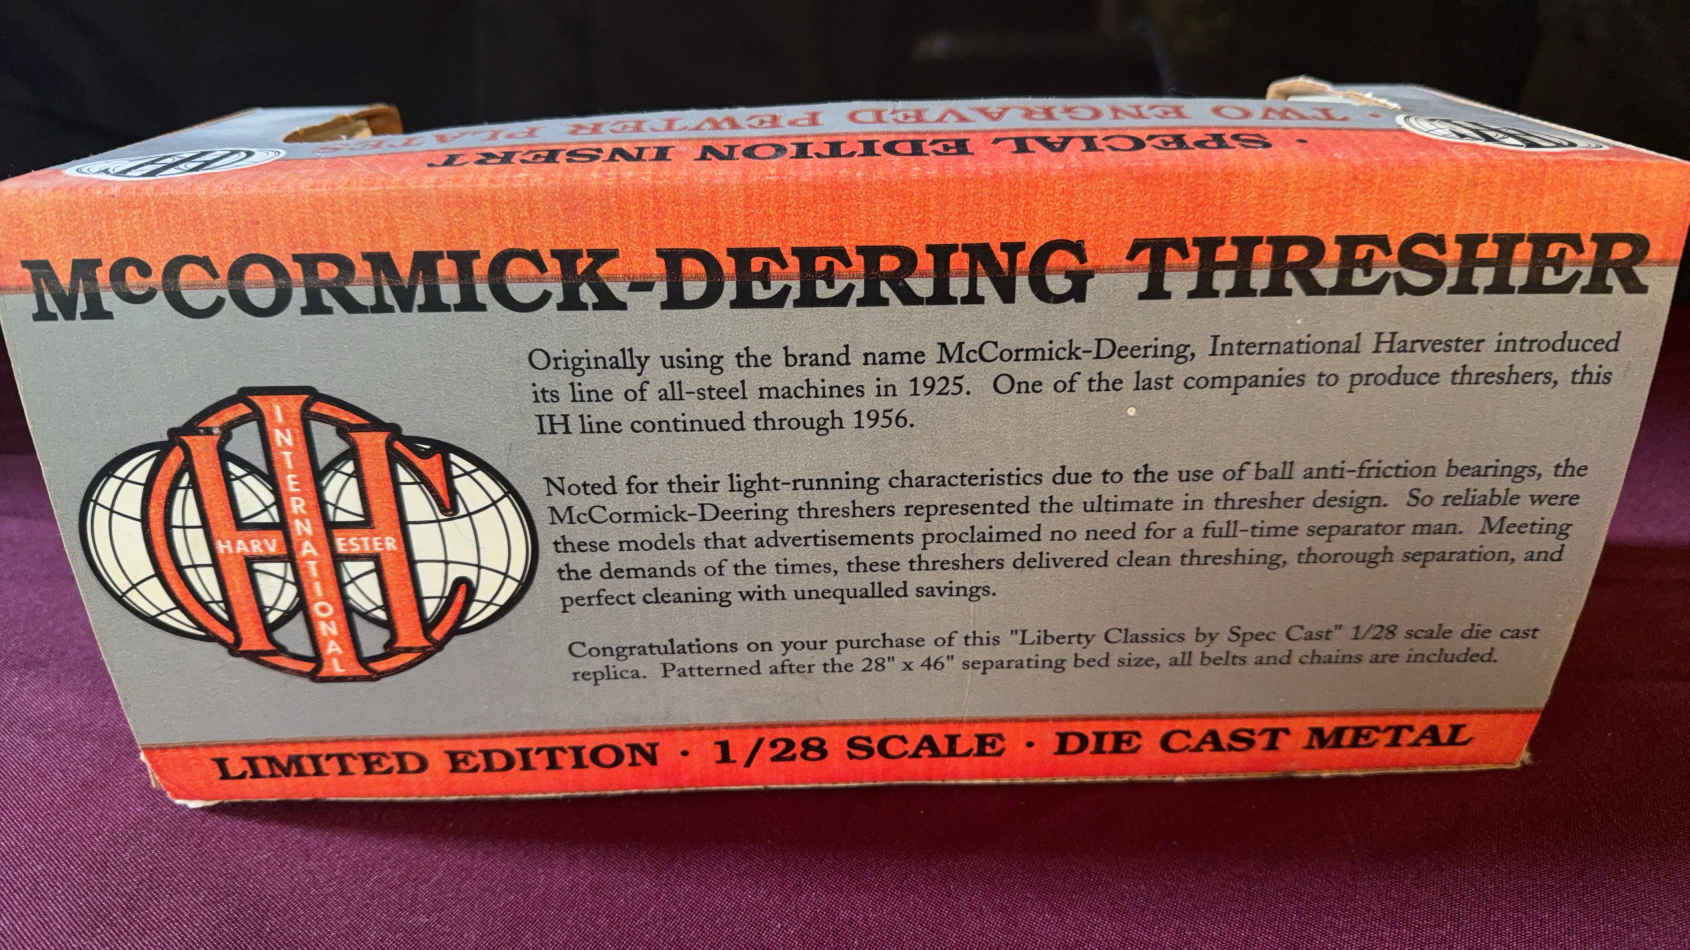 · TWO ENGRAVED PEWTER PLATES
· SPECIAL EDITION INSERT
McCORMICK-DEERING THRESHER
INTERNATIONAL
HARVESTER
Originally using the brand name McCormick-Deering, International Harvester introduced
its line of all-steel machines in 1925. One of the last companies to produce threshers, this
IH line continued through 1956.
Noted for their light-running characteristics due to the use of ball anti-friction bearings, the
McCormick-Deering threshers represented the ultimate in thresher design. So reliable were
these models that advertisements proclaimed no need for a full-time separator man. Meeting
the demands of the times, these threshers delivered clean threshing, thorough separation, and
perfect cleaning with unequalled savings.
Congratulations on your purchase of this "Liberty Classics by Spec Cast" 1/28 scale die cast
replica. Patterned after the 28" x 46" separating bed size, all belts and chains are included.
LIMITED EDITION · 1/28 SCALE · DIE CAST METAL